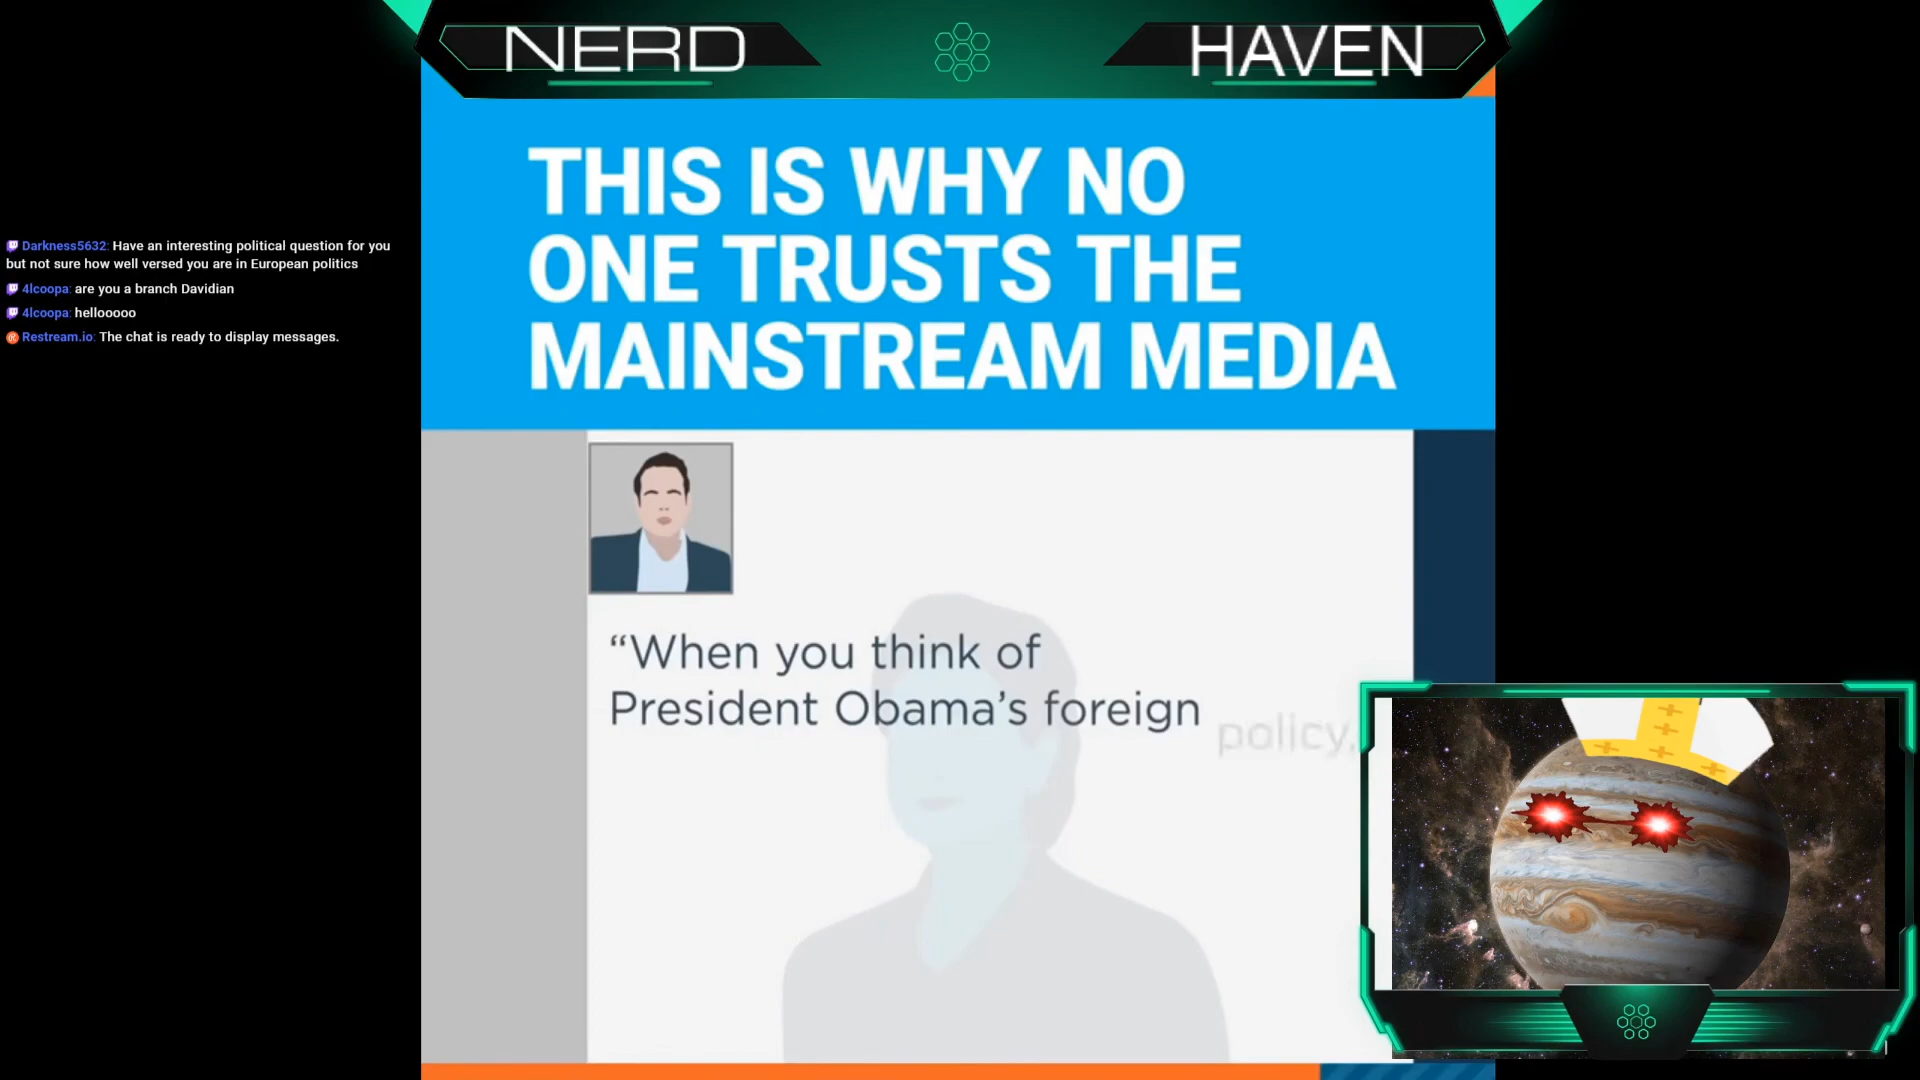 NERD
HAVEN
THIS IS WHY NO
ONE TRUSTS THE
MAINSTREAM MEDIA
Darkness5632: Have an interesting political question for you
but not sure how well versed you are in European politics
4lcoopa: are you a branch Davidian
4lcoopa: hellooooo
Restream.io: The chat is ready to display messages.
“When you think of
President Obama’s foreign policy,